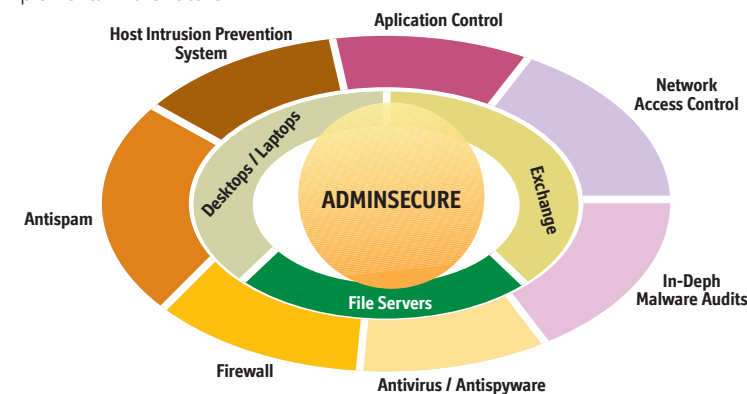 Aplication Control
Host Intrusion Prevention
System
Network
Access Control
Desktops / Laptops
Exchange
ADMINSECURE
Antispam
In-Deph
Malware Audits
File Servers
Firewall
Antivirus / Antispyware